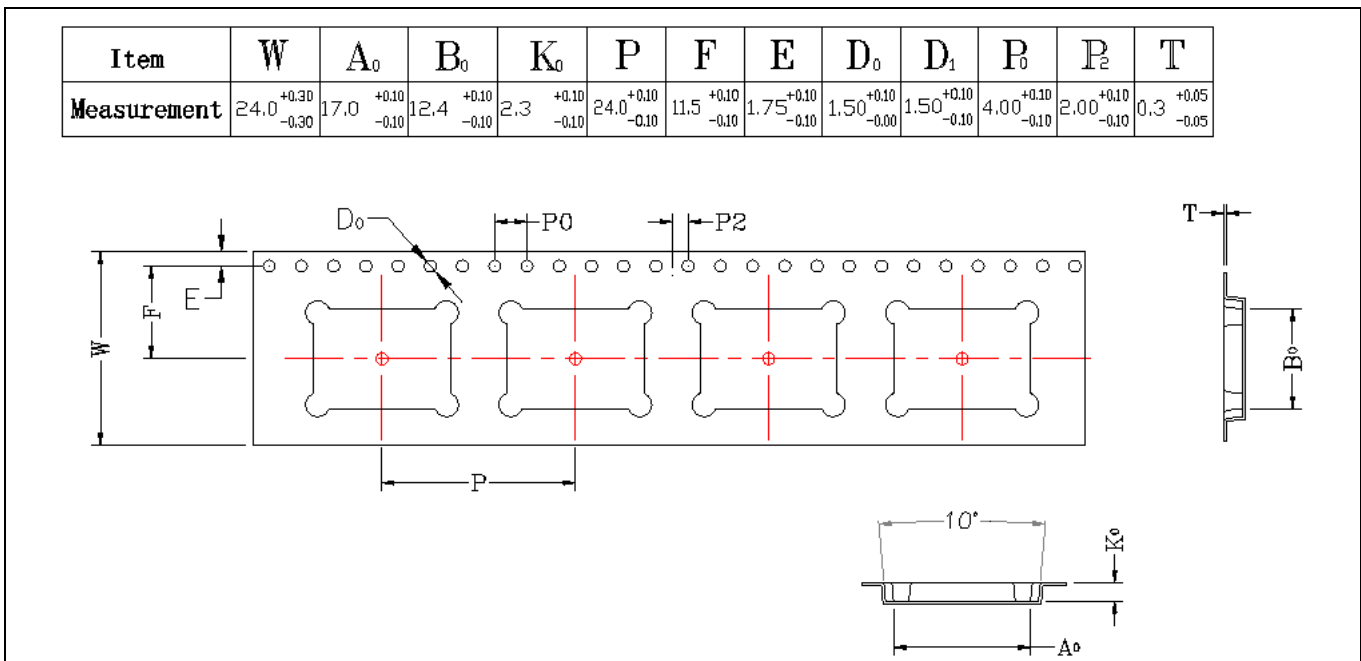 Item W A₀ B₀ K₀ P F E D₀ D₁ P₀ P₂ T
Measurement 24.0 +0.30 -0.30 17.0 +0.10 -0.10 12.4 +0.10 -0.10 2.3 +0.10 -0.10 24.0 +0.10 -0.10 11.5 +0.10 -0.10 1.75 +0.10 -0.10 1.50 +0.10 -0.00 1.50 +0.10 -0.10 4.00 +0.10 -0.10 2.00 +0.10 -0.10 0.3 +0.05 -0.05
D₀ P0 P2 T
E
F
W
B₀
P
10°
K₀
A₀